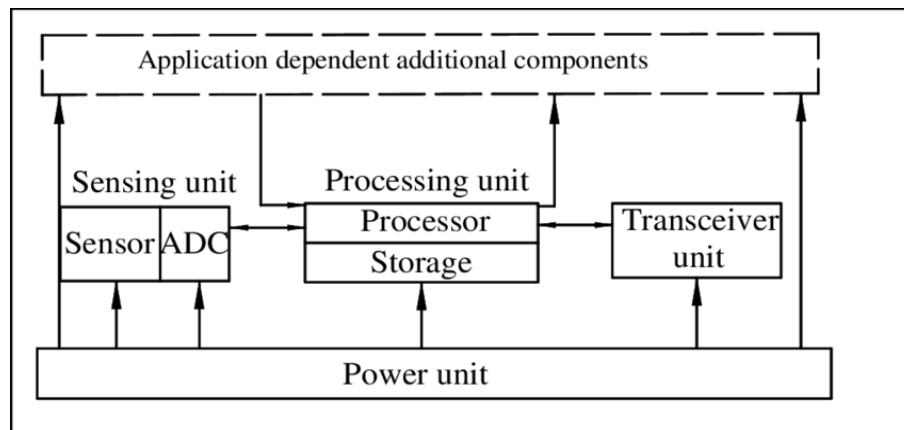 Application dependent additional components
Sensing unit
Processing unit
Sensor
ADC
Processor
Storage
Transceiver
unit
Power unit